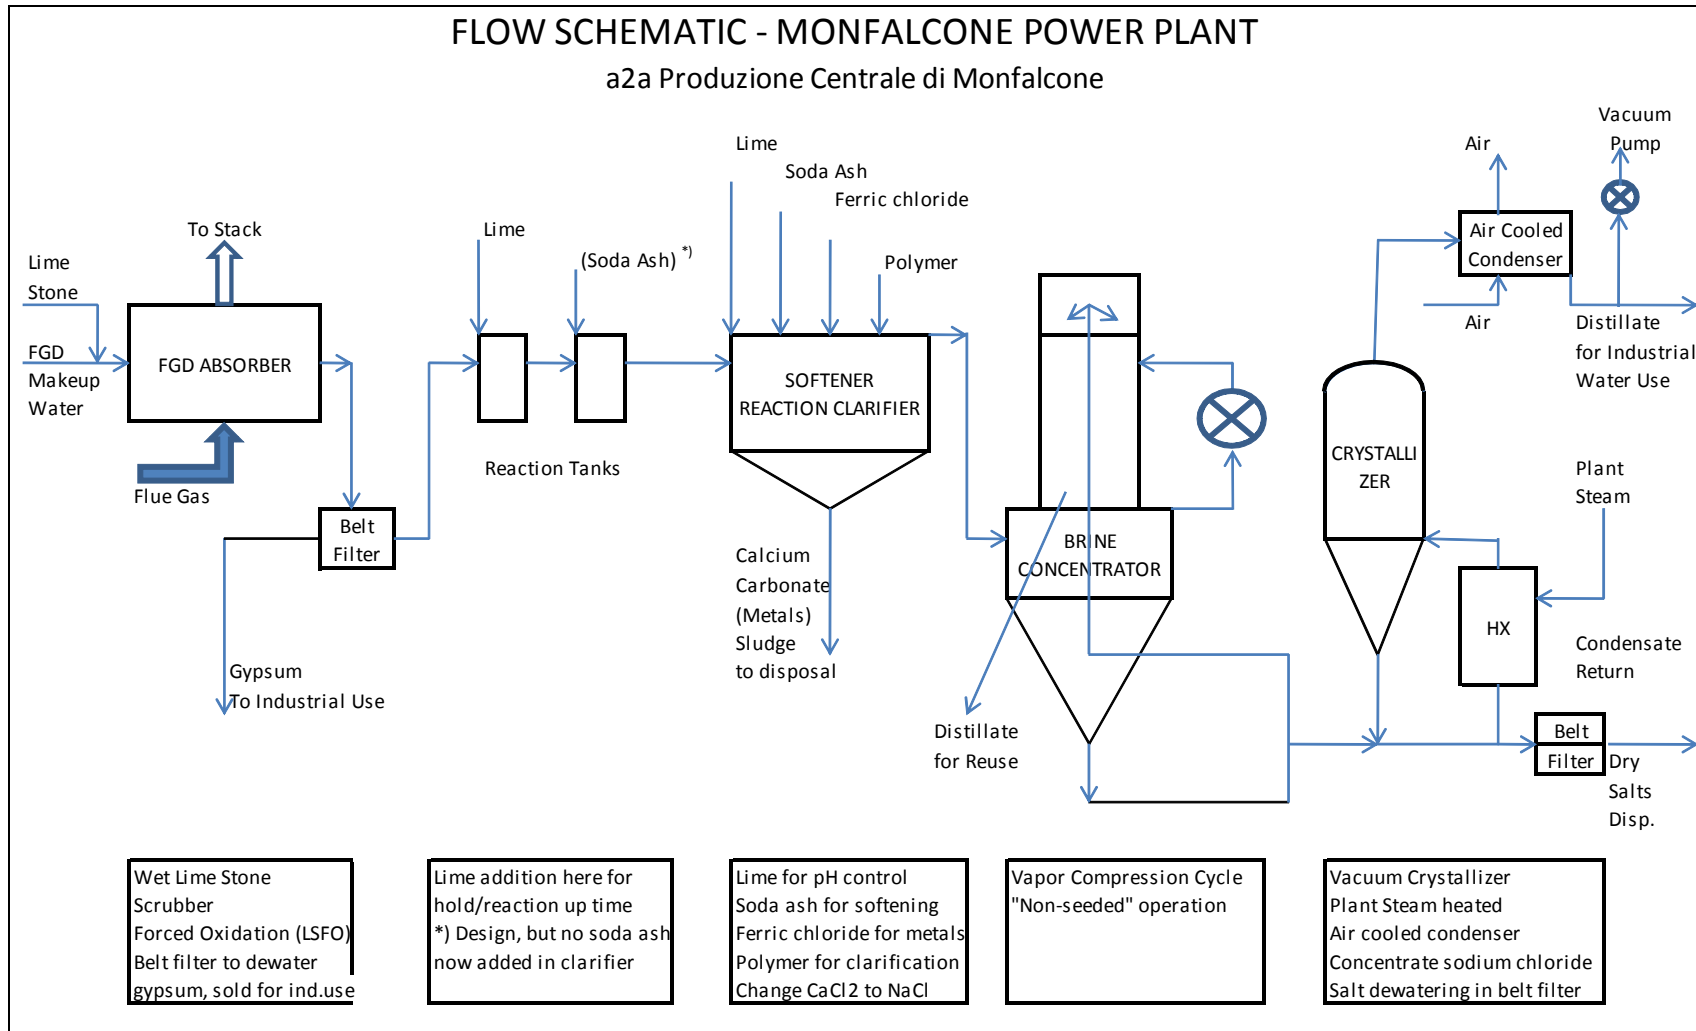 FLOW SCHEMATIC - MONFALCONE POWER PLANT
a2a Produzione Centrale di Monfalcone
Lime
Stone
FGD
Makeup
Water
To Stack
FGD ABSORBER
Flue Gas
Belt
Filter
Gypsum
To Industrial Use
Lime
(Soda Ash) *)
Reaction Tanks
Lime
Soda Ash
Ferric chloride
Polymer
SOFTENER
REACTION CLARIFIER
Calcium
Carbonate
(Metals)
Sludge
to disposal
BRINE
CONCENTRATOR
Distillate
for Reuse
CRYSTALLI
ZER
Air
Vacuum
Pump
Air Cooled
Condenser
Air
Distillate
for Industrial
Water Use
Plant
Steam
HX
Condensate
Return
Belt
Filter
Dry
Salts
Disp.
Wet Lime Stone
Scrubber
Forced Oxidation (LSFO)
Belt filter to dewater
gypsum, sold for ind.use
Lime addition here for
hold/reaction up time
*) Design, but no soda ash
now added in clarifier
Lime for pH control
Soda ash for softening
Ferric chloride for metals
Polymer for clarification
Change CaCl2 to NaCl
Vapor Compression Cycle
"Non-seeded" operation
Vacuum Crystallizer
Plant Steam heated
Air cooled condenser
Concentrate sodium chloride
Salt dewatering in belt filter